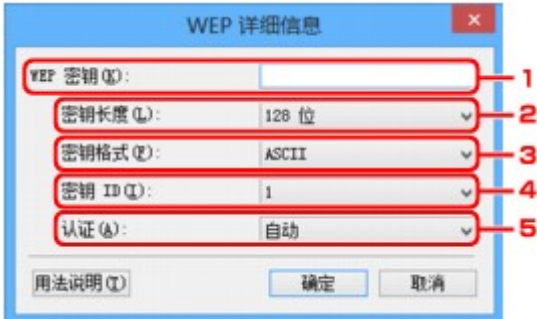 WEP 详细信息
WEP 密钥(K):
1
密钥长度(L): 128 位
2
密钥格式(F): ASCII
3
密钥 ID(I): 1
4
认证(A): 自动
5
用法说明(T) 确定 取消